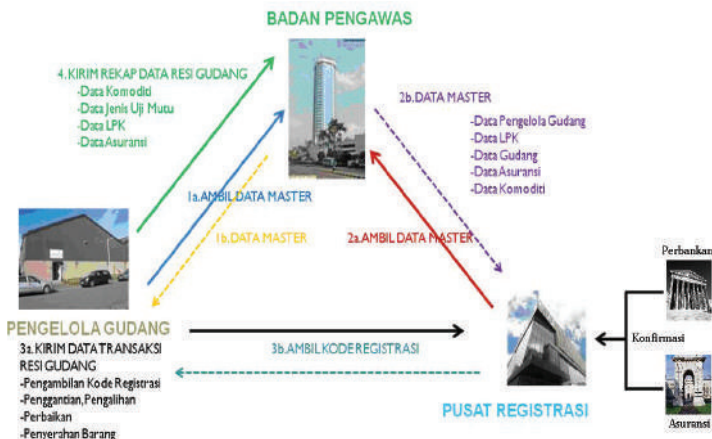 BADAN PENGAWAS
4. KIRIM REKAP DATA RESI GUDANG
-Data Komoditi
-Data Jenis Uji Mutu
-Data LPK
-Data Asuransi
2b. DATA MASTER
-Data Pengelola Gudang
-Data LPK
-Data Gudang
-Data Asuransi
-Data Komoditi
1a. AMBIL DATA MASTER
1b. DATA MASTER
2a. AMBIL DATA MASTER
Perbankan
Konfirmasi
Asuransi
PENGELOLA GUDANG
3a. KIRIM DATA TRANSAKSI
RESI GUDANG
-Pengambilan Kode Registrasi
-Penggantian, Pengalihan
-Perbaikan
-Penyerahan Barang
3b. AMBIL KODE REGISTRASI
PUSAT REGISTRASI